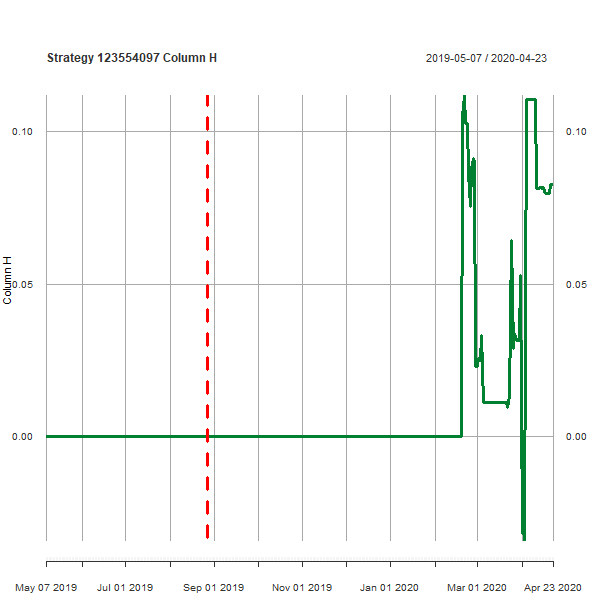 Strategy 123554097 Column H
2019-05-07 / 2020-04-23
0.10 0.10
Column H
0.05 0.05
0.00 0.00
May 07 2019 Jul 01 2019 Sep 01 2019 Nov 01 2019 Jan 01 2020 Mar 01 2020 Apr 23 2020